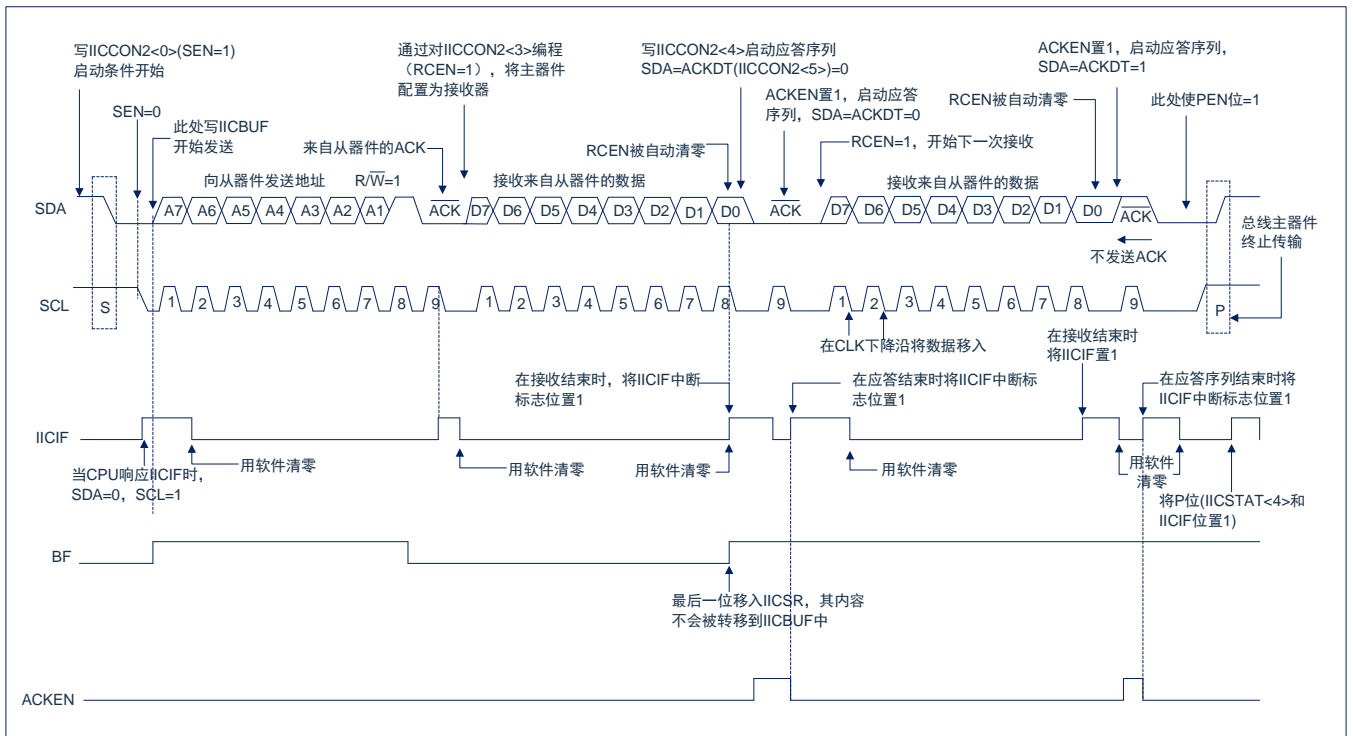 写IICCON2<0>(SEN=1)
启动条件开始
SEN=0
此处写IICBUF
开始发送
通过对IICCON2<3>编程
（RCEN=1），将主器件
配置为接收器
来自从器件的ACK
写IICCON2<4>启动应答序列
SDA=ACKDT(IICCON2<5>)=0
ACKEN置1，启动应答
序列，SDA=ACKDT=0
RCEN被自动清零
ACKEN置1，启动应答序列，
SDA=ACKDT=1
RCEN被自动清零
此处使PEN位=1
RCEN=1，开始下一次接收
向从器件发送地址
R/W=1
接收来自从器件的数据
接收来自从器件的数据
SDA
A7 A6 A5 A4 A3 A2 A1 ACK D7 D6 D5 D4 D3 D2 D1 D0 ACK D7 D6 D5 D4 D3 D2 D1 D0 ACK
总线主器件
终止传输
不发送ACK
SCL
S 1 2 3 4 5 6 7 8 9 1 2 3 4 5 6 7 8 9 1 2 3 4 5 6 7 8 9 P
在CLK下降沿将数据移入
在接收结束时，将IICIF中断
标志位置1
在应答结束时将IICIF中断标
志位置1
在接收结束时
将IICIF置1
在应答序列结束时将
IICIF中断标志位置1
IICIF
当CPU响应IICIF时，
SDA=0，SCL=1
用软件清零
用软件清零
用软件清零
用软件清零
用软件
清零
将P位(IICSTAT<4>和
IICIF位置1)
BF
最后一位移入IICSR，其内容
不会被转移到IICBUF中
ACKEN